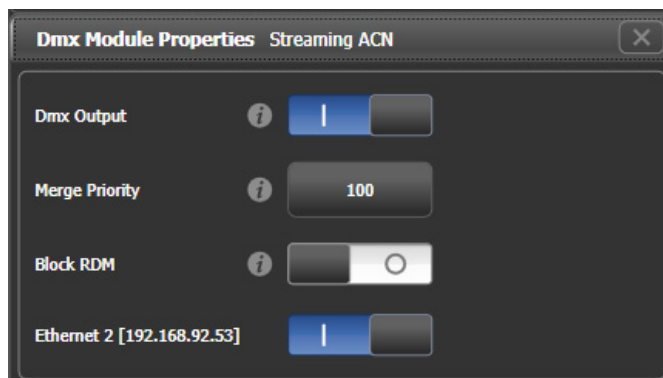 Dmx Module Properties Streaming ACN
Dmx Output
Merge Priority 100
Block RDM
Ethernet 2 [192.168.92.53]